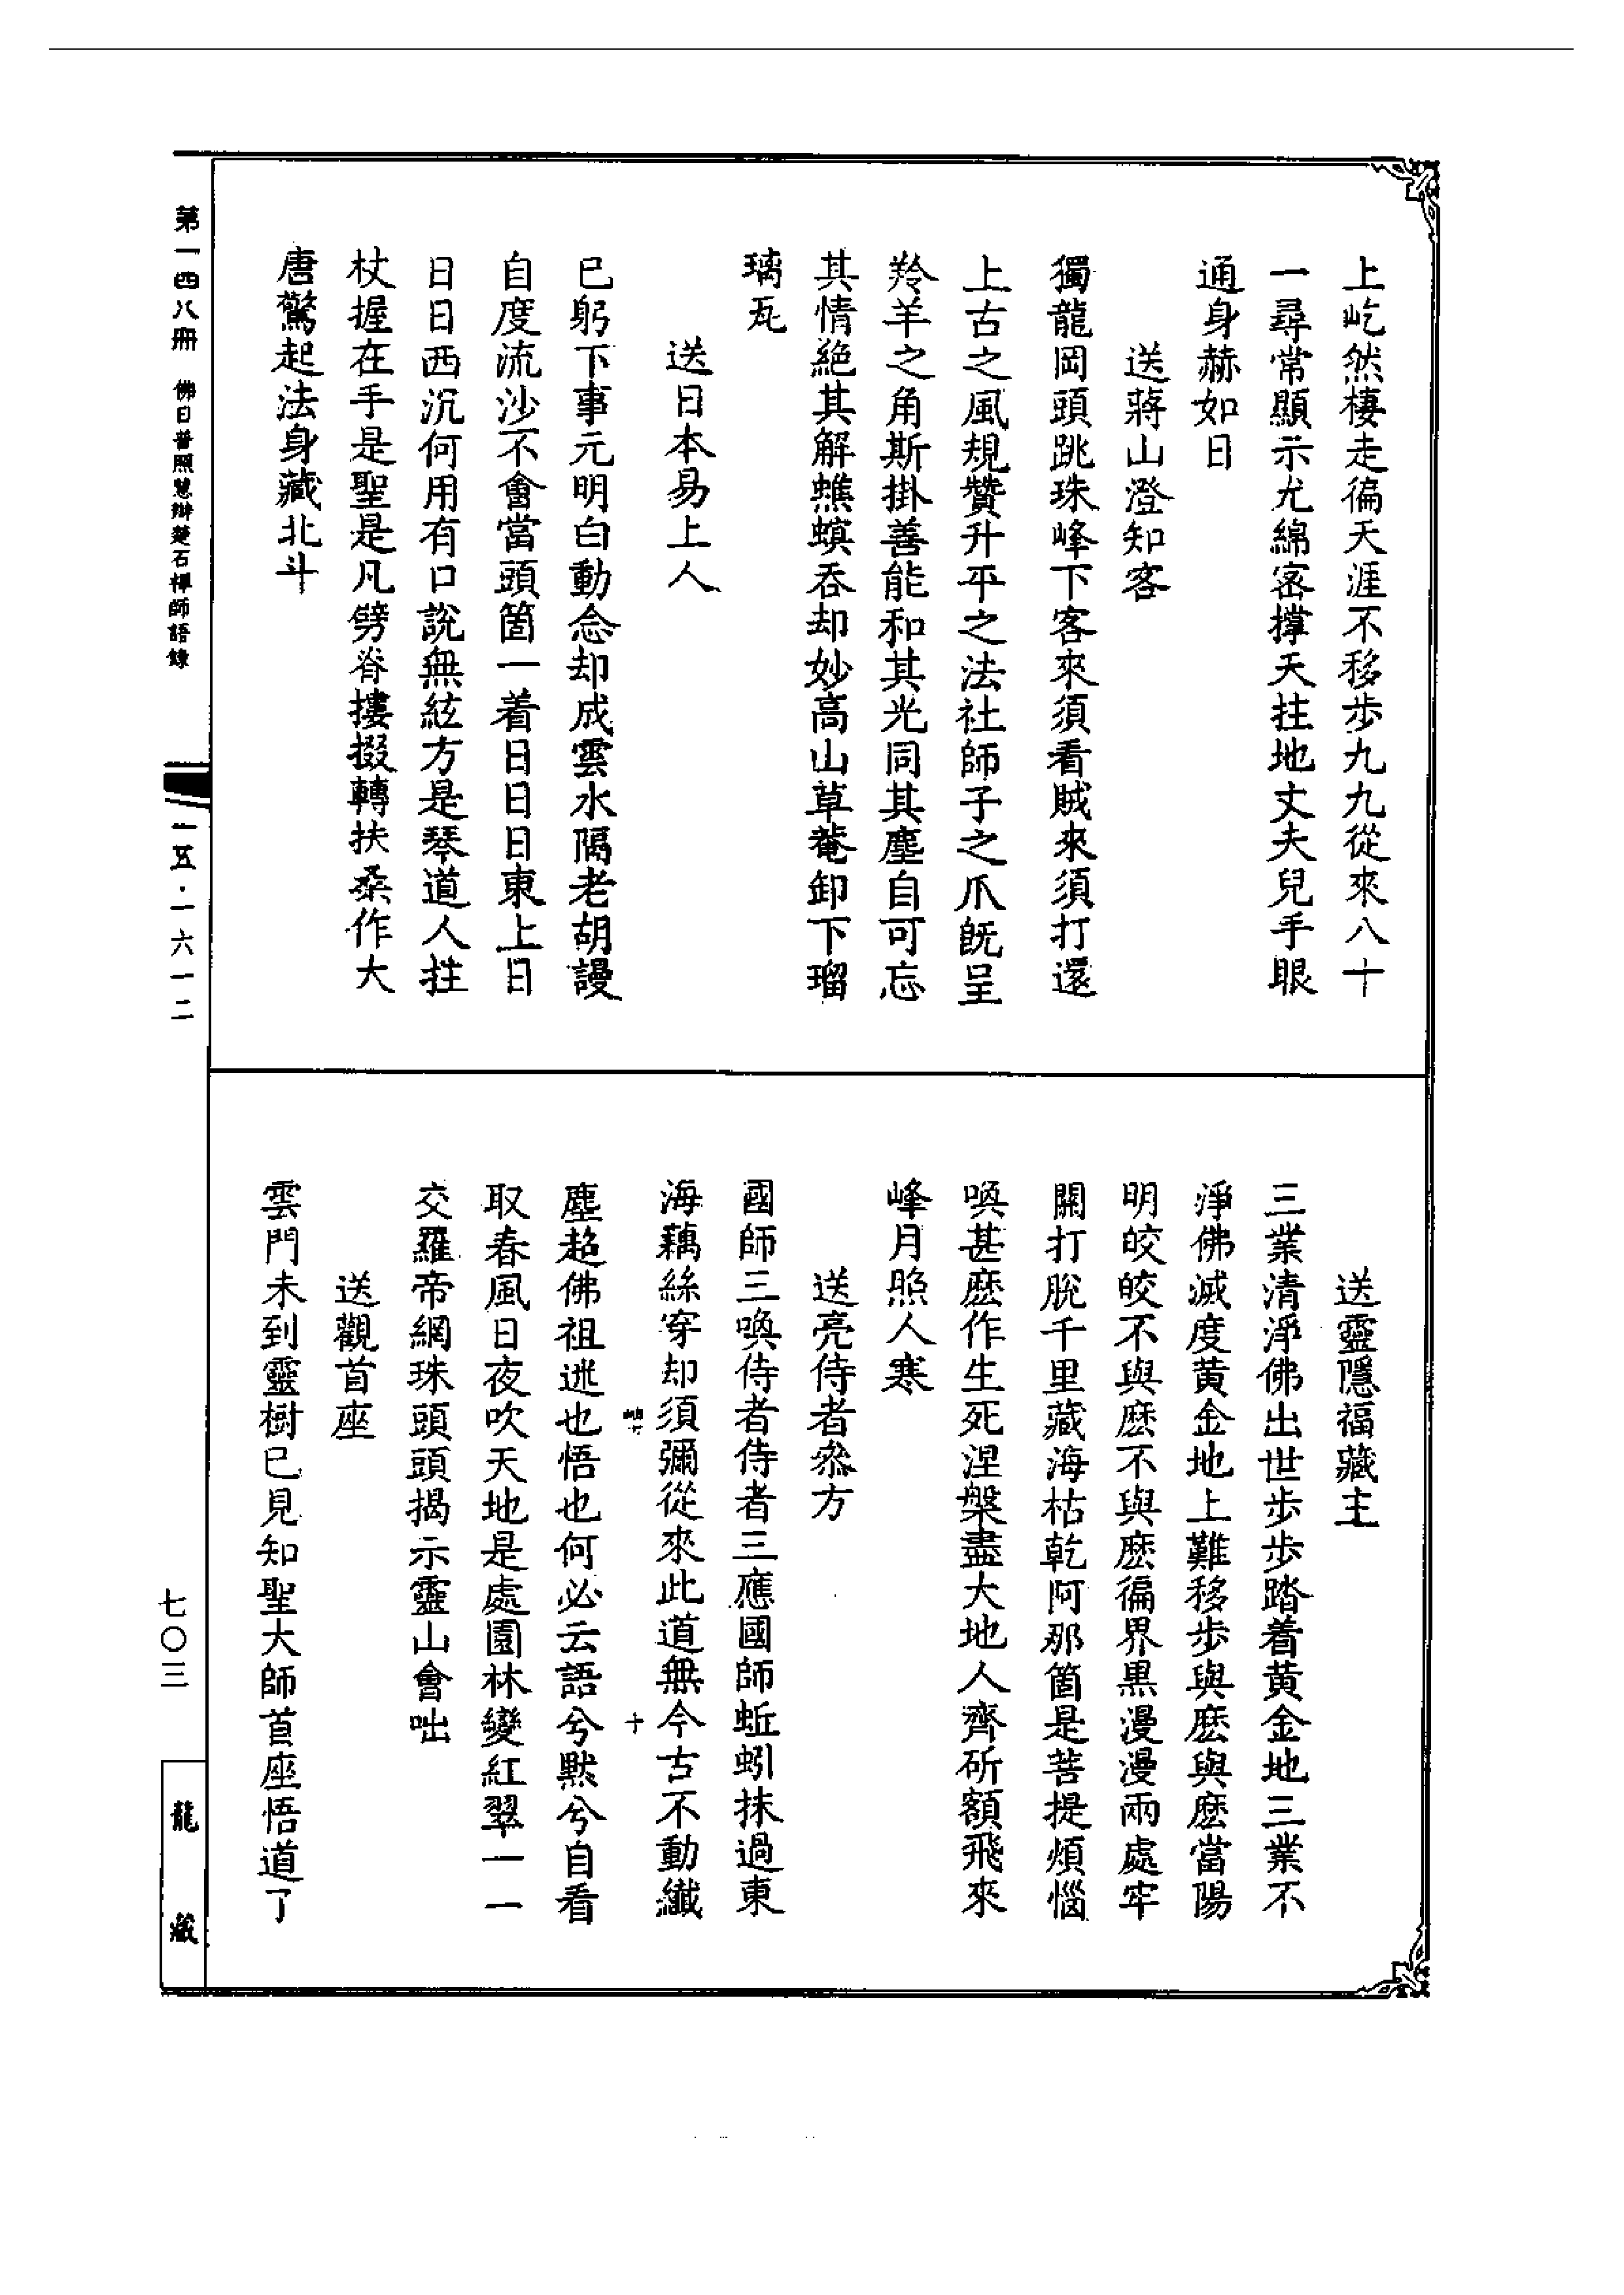 上屹然棲走徧天涯不移步九九從來八十
一尋常顯示尤綿密撐天拄地丈夫兒手眼
通身赫如日
送蔣山澄知客
獨龍岡頭跳珠峰下客來須看賊來須打還
上古之風規贊升平之法社師子之爪旣呈
羚羊之角斯掛善能和其光同其塵自可忘
其情絕其解蟭螟吞却妙高山草菴卸下瑠
璃瓦
送日本易上人
已躬下事元明白動念却成雲水隔老胡謾
自度流沙不會當頭箇一着日日日東上日
日日西沉何用有口說無絃方是琴道人拄
杖握在手是聖是凡劈脊摟掇轉扶桑作大
唐驚起法身藏北斗
送靈隱福藏主
三業清淨佛出世步步踏着黃金地三業不
淨佛滅度黃金地上難移步與麽與麽當陽
明皎皎不與麽不與麽徧界黑漫漫兩處牢
關打脫千里藏海枯乾阿那箇是菩提煩惱
喚甚麽作生死涅槃盡大地人齊斫額飛來
峰月照人寒
送亮侍者叅方
國師三喚侍者侍者三應國師蚯蚓抹過東
海藕絲穿却須彌從來此道無今古不動纖
十
塵超佛祖迷也悟也何必云語兮默兮自看
取春風日夜吹天地是處園林變紅翠一一
交羅帝網珠頭頭揭示靈山會咄
送觀首座
雲門未到靈樹已見知聖大師首座悟道了
第一四八冊 佛日普照慧辯楚石禪師語錄
一五·一六一二
七〇三
龍藏